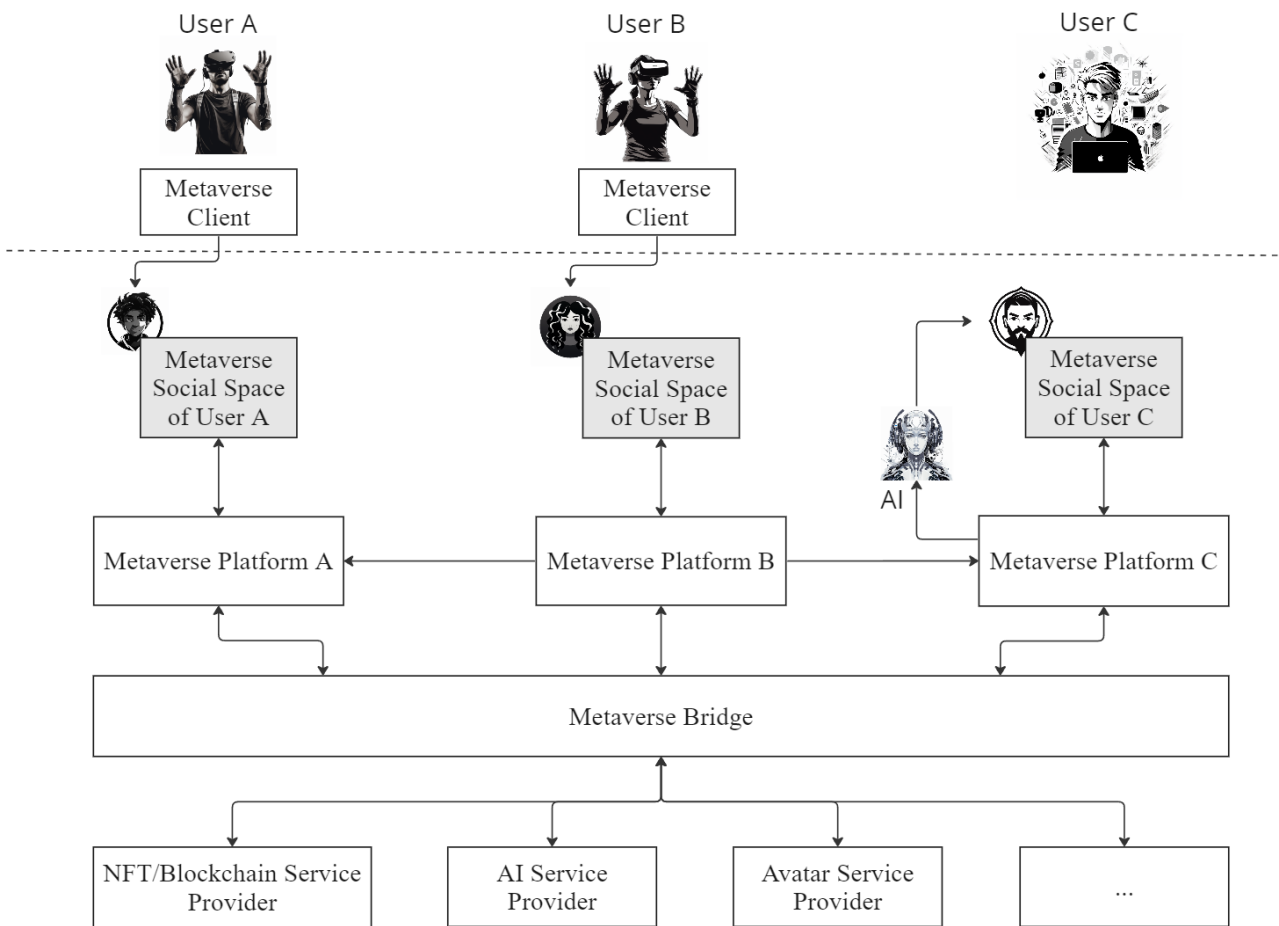 User A
User B
User C
Metaverse
Client
Metaverse
Client
Metaverse
Social Space
of User A
Metaverse
Social Space
of User B
Metaverse
Social Space
of User C
AI
Metaverse Platform A
Metaverse Platform B
Metaverse Platform C
Metaverse Bridge
NFT/Blockchain Service
Provider
AI Service
Provider
Avatar Service
Provider
...